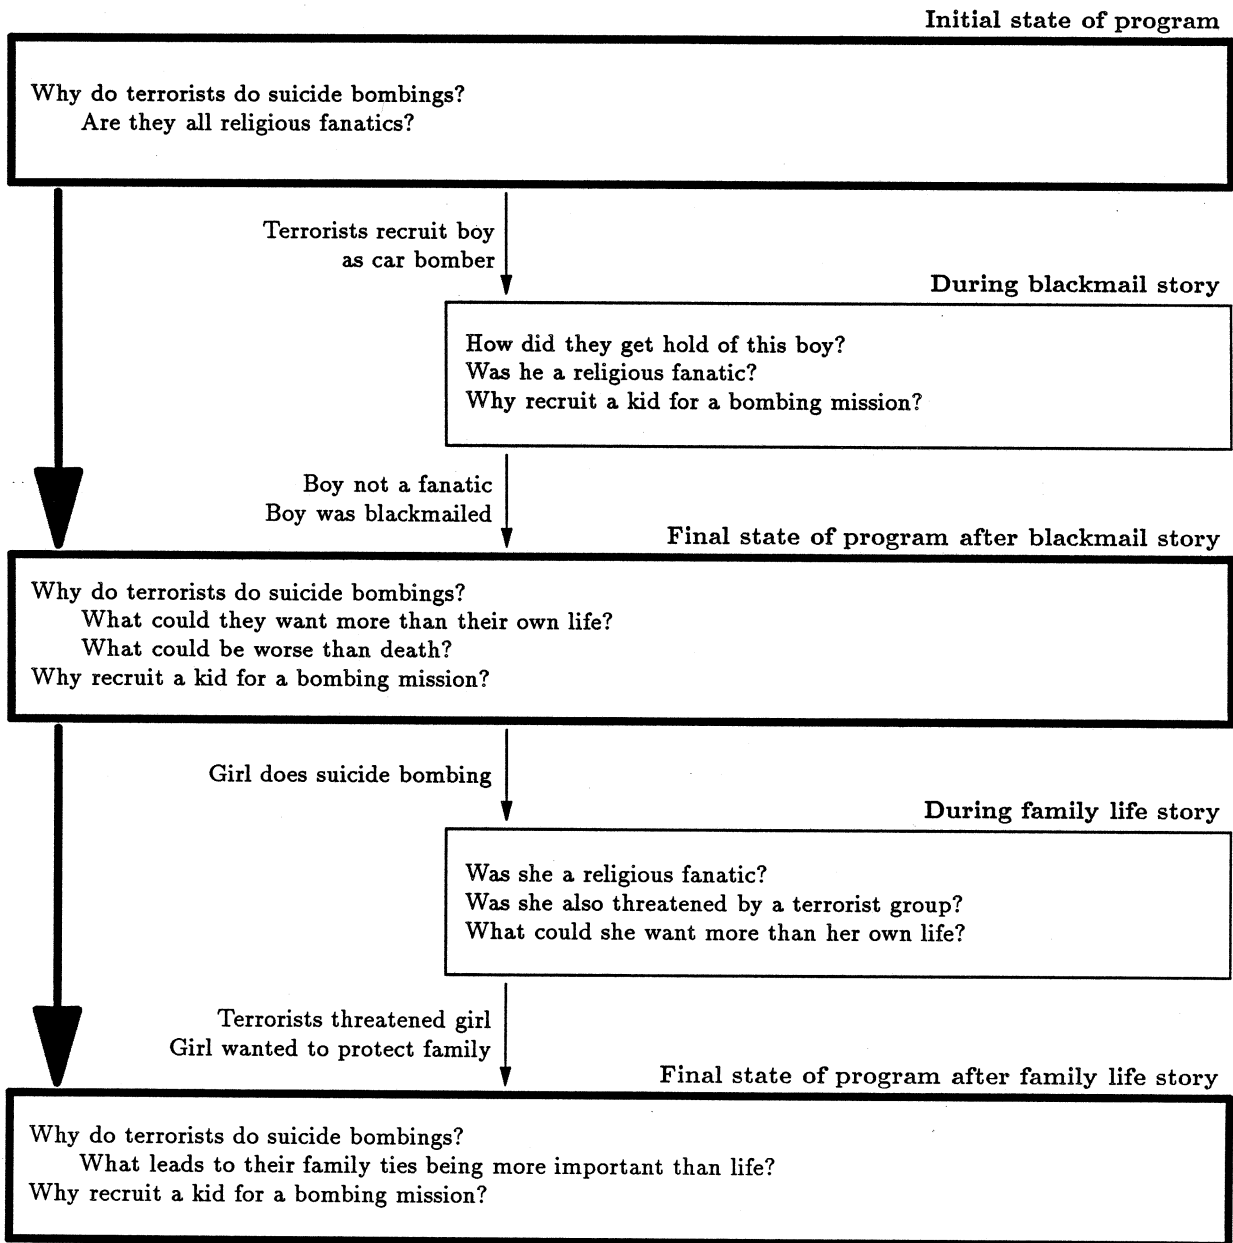 Initial state of program
Why do terrorists do suicide bombings?
Are they all religious fanatics?
Terrorists recruit boy
as car bomber
During blackmail story
How did they get hold of this boy?
Was he a religious fanatic?
Why recruit a kid for a bombing mission?
Boy not a fanatic
Boy was blackmailed
Final state of program after blackmail story
Why do terrorists do suicide bombings?
What could they want more than their own life?
What could be worse than death?
Why recruit a kid for a bombing mission?
Girl does suicide bombing
During family life story
Was she a religious fanatic?
Was she also threatened by a terrorist group?
What could she want more than her own life?
Terrorists threatened girl
Girl wanted to protect family
Final state of program after family life story
Why do terrorists do suicide bombings?
What leads to their family ties being more important than life?
Why recruit a kid for a bombing mission?